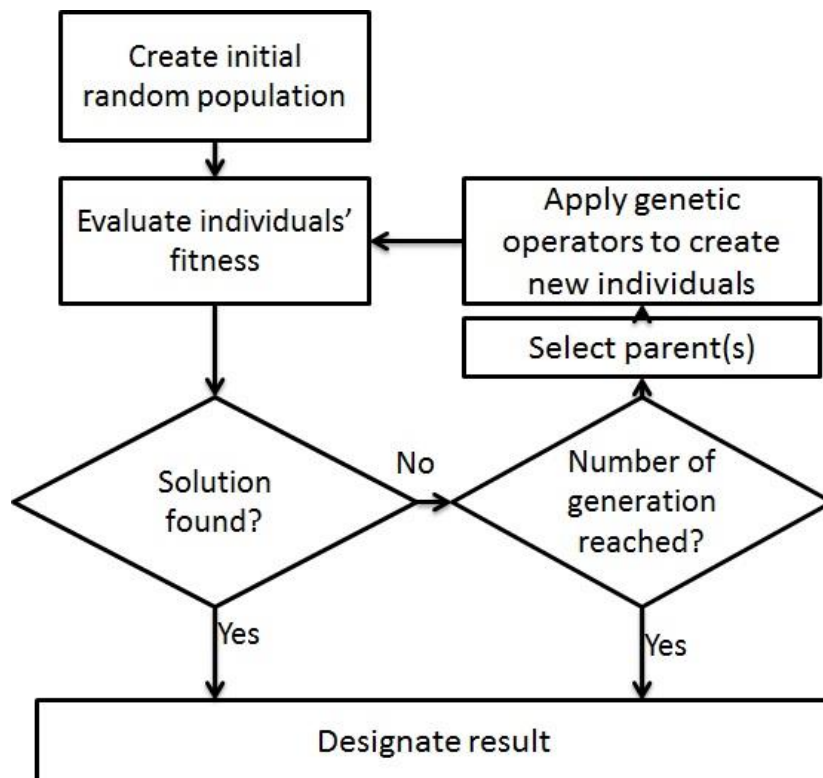 Create initial
random population
Evaluate individuals’
fitness
Apply genetic
operators to create
new individuals
Select parent(s)
Solution
found?
No
Number of
generation
reached?
Yes
Yes
Designate result